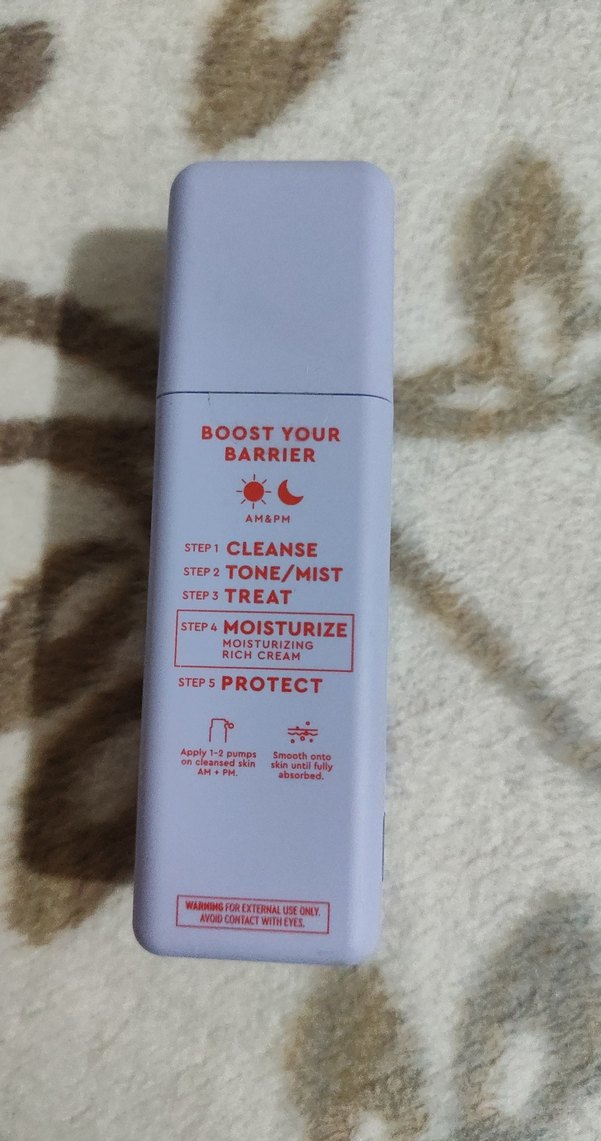 BOOST YOUR
BARRIER
AM&PM
STEP 1 CLEANSE
STEP 2 TONE/MIST
STEP 3 TREAT
STEP 4 MOISTURIZE
MOISTURIZING
RICH CREAM
STEP 5 PROTECT
Apply 1-2 pumps
on cleansed skin
AM + PM.
Smooth onto
skin until fully
absorbed.
WARNING FOR EXTERNAL USE ONLY.
AVOID CONTACT WITH EYES.